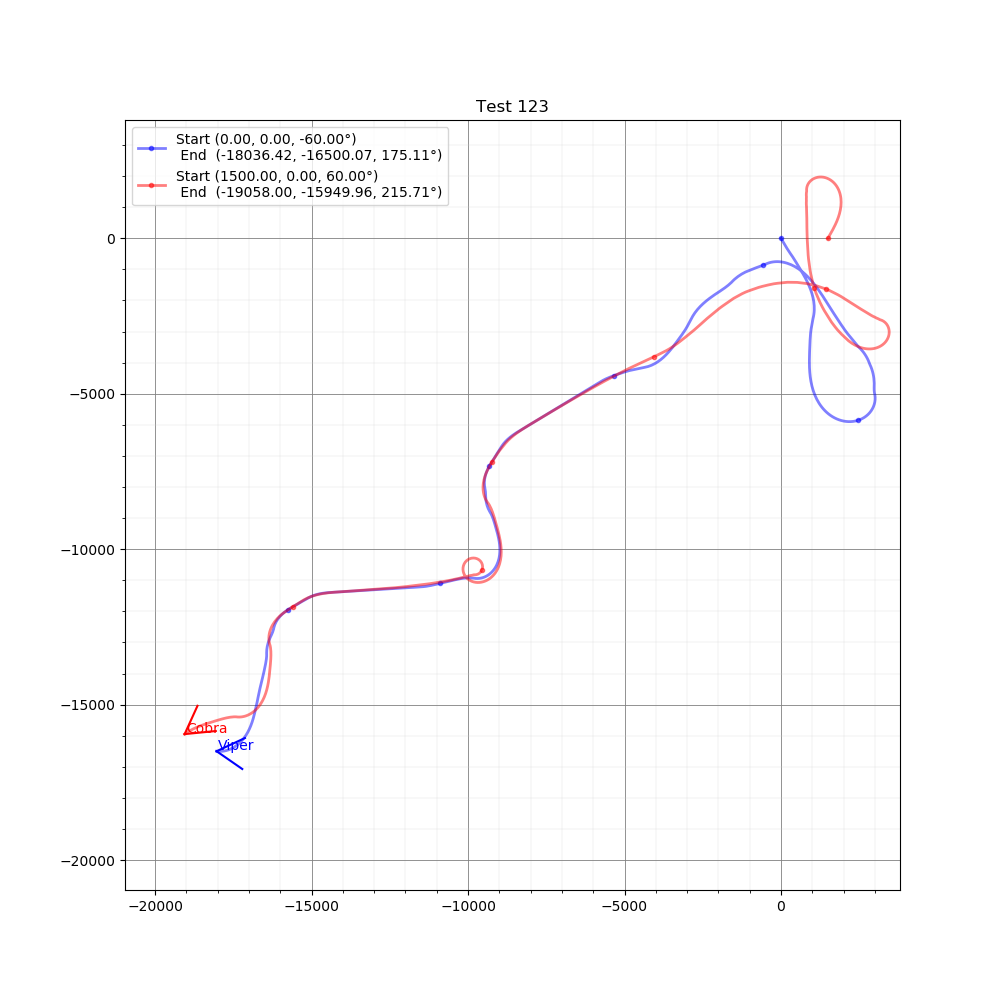 Test 123
Start (0.00, 0.00, -60.00°)
End  (-18036.42, -16500.07, 175.11°)
Start (1500.00, 0.00, 60.00°)
End  (-19058.00, -15949.96, 215.71°)
0
−5000
−10000
−15000
−20000
Cobra
Viper
−20000
−15000
−10000
−5000
0